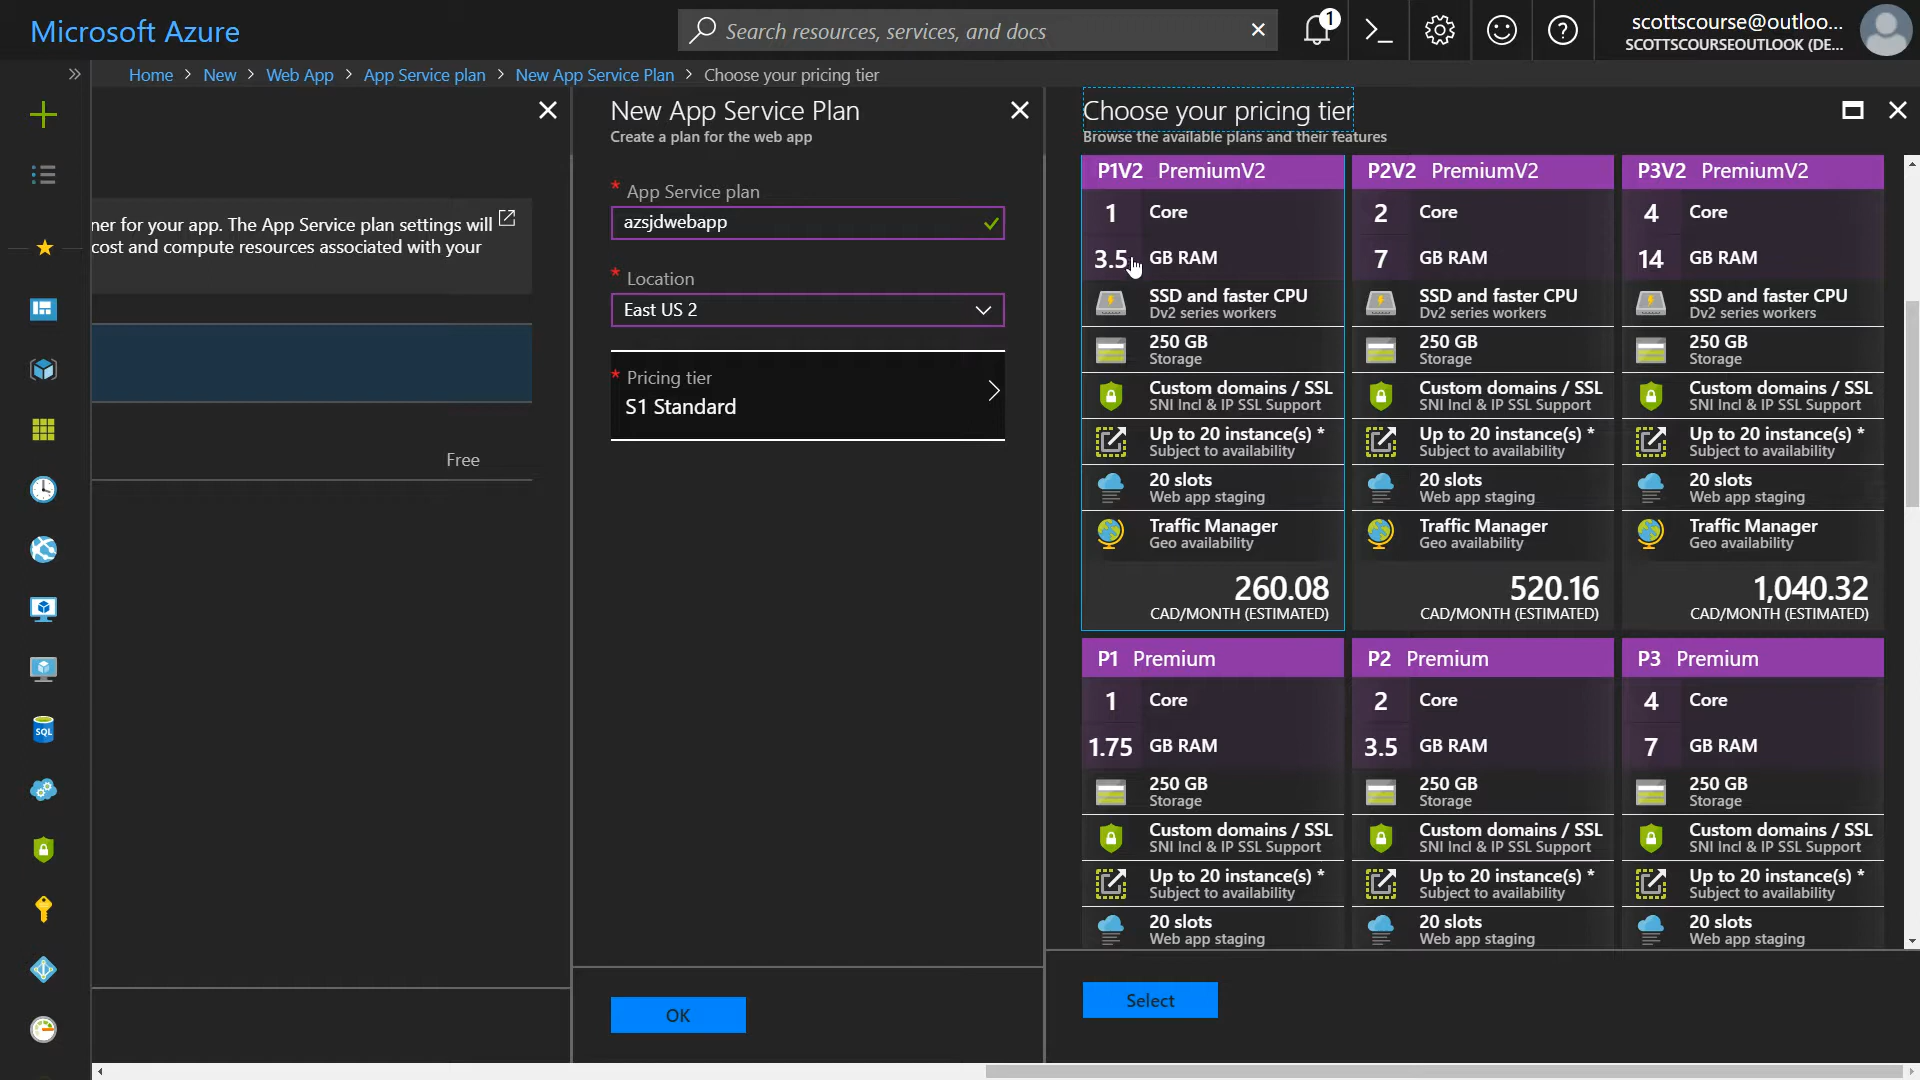 Microsoft Azure
Search resources, services, and docs
1
scottscourse@outloo...
SCOTTSCOURSEOUTLOOK (DE...
Home > New > Web App > App Service plan > New App Service Plan > Choose your pricing tier
ner for your app. The App Service plan settings will
cost and compute resources associated with your
Free
New App Service Plan
Create a plan for the web app
* App Service plan
azsjdwebapp
* Location
East US 2
* Pricing tier
S1 Standard
OK
Choose your pricing tier
Browse the available plans and their features
P1V2 PremiumV2
1 Core
3.5 GB RAM
SSD and faster CPU
Dv2 series workers
250 GB
Storage
Custom domains / SSL
SNI Incl & IP SSL Support
Up to 20 instance(s) *
Subject to availability
20 slots
Web app staging
Traffic Manager
Geo availability
260.08
CAD/MONTH (ESTIMATED)
P2V2 PremiumV2
2 Core
7 GB RAM
SSD and faster CPU
Dv2 series workers
250 GB
Storage
Custom domains / SSL
SNI Incl & IP SSL Support
Up to 20 instance(s) *
Subject to availability
20 slots
Web app staging
Traffic Manager
Geo availability
520.16
CAD/MONTH (ESTIMATED)
P3V2 PremiumV2
4 Core
14 GB RAM
SSD and faster CPU
Dv2 series workers
250 GB
Storage
Custom domains / SSL
SNI Incl & IP SSL Support
Up to 20 instance(s) *
Subject to availability
20 slots
Web app staging
Traffic Manager
Geo availability
1,040.32
CAD/MONTH (ESTIMATED)
P1 Premium
1 Core
1.75 GB RAM
250 GB
Storage
Custom domains / SSL
SNI Incl & IP SSL Support
Up to 20 instance(s) *
Subject to availability
20 slots
Web app staging
P2 Premium
2 Core
3.5 GB RAM
250 GB
Storage
Custom domains / SSL
SNI Incl & IP SSL Support
Up to 20 instance(s) *
Subject to availability
20 slots
Web app staging
P3 Premium
4 Core
7 GB RAM
250 GB
Storage
Custom domains / SSL
SNI Incl & IP SSL Support
Up to 20 instance(s) *
Subject to availability
20 slots
Web app staging
Select
SQL